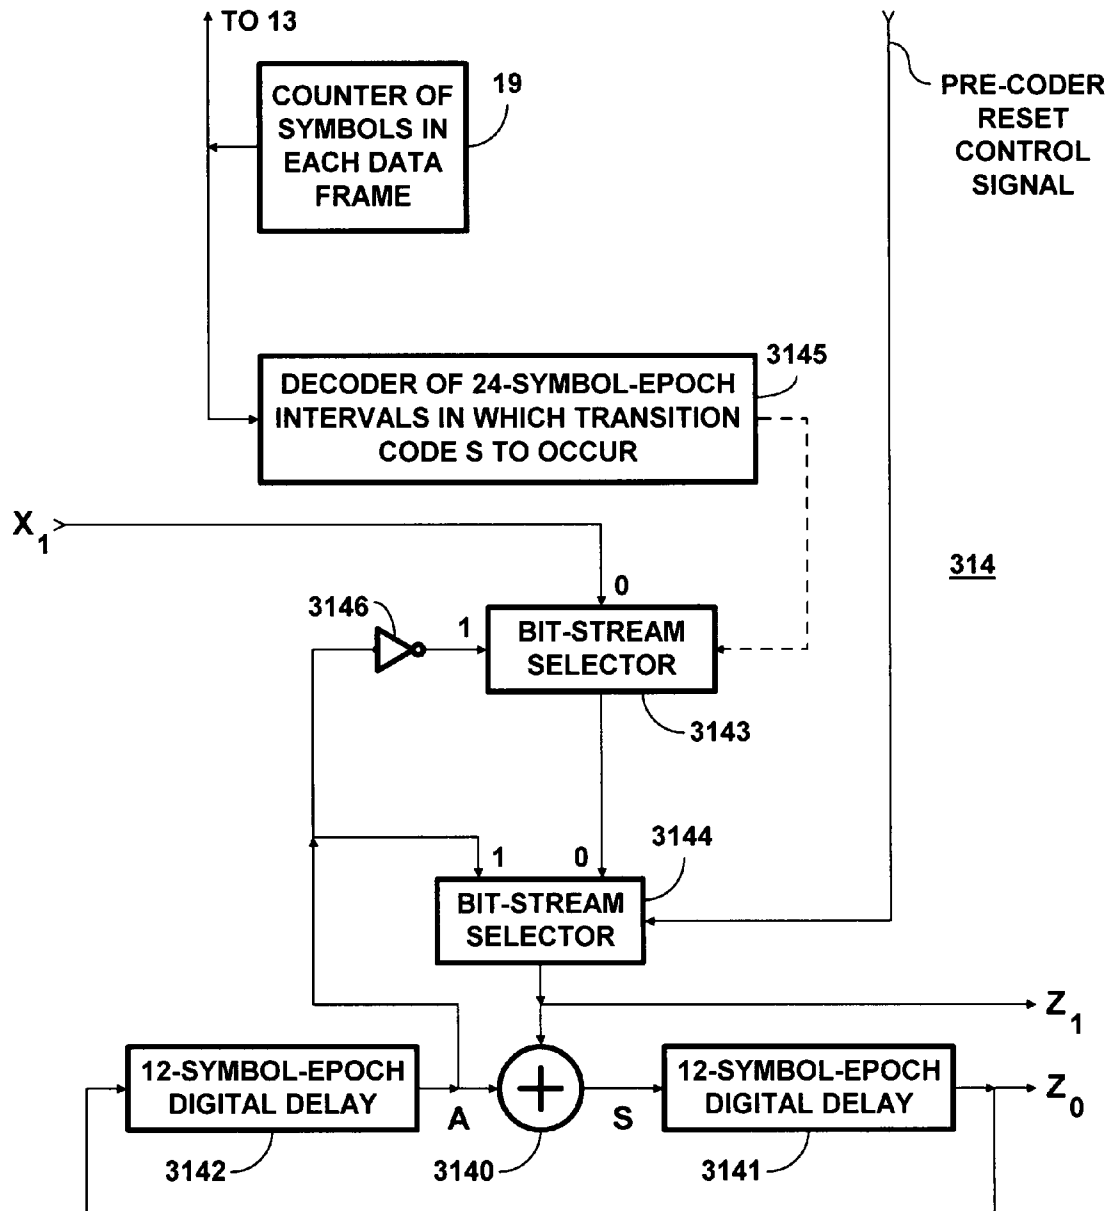 TO 13
COUNTER OF
SYMBOLS IN
EACH DATA
FRAME
19
PRE-CODER
RESET
CONTROL
SIGNAL
DECODER OF 24-SYMBOL-EPOCH
INTERVALS IN WHICH TRANSITION
CODE S TO OCCUR
3145
X1
0
314
3146
1
BIT-STREAM
SELECTOR
3143
1
0
3144
BIT-STREAM
SELECTOR
Z1
12-SYMBOL-EPOCH
DIGITAL DELAY
A
+
S
12-SYMBOL-EPOCH
DIGITAL DELAY
Z0
3142
3140
3141